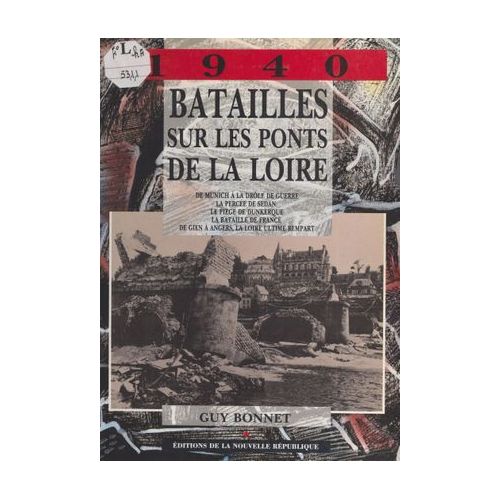 1940
BATAILLES
SUR LES PONTS
DE LA LOIRE
DE MUNICH A LA DRÔLE DE GUERRE
LA PERCÉE DE SEDAN
LE PIÈGE DE DUNKERQUE
LA BATAILLE DE FRANCE
DE GIEN A ANGERS, LA LOIRE ULTIME REMPART
GUY BONNET
ÉDITIONS DE LA NOUVELLE RÉPUBLIQUE